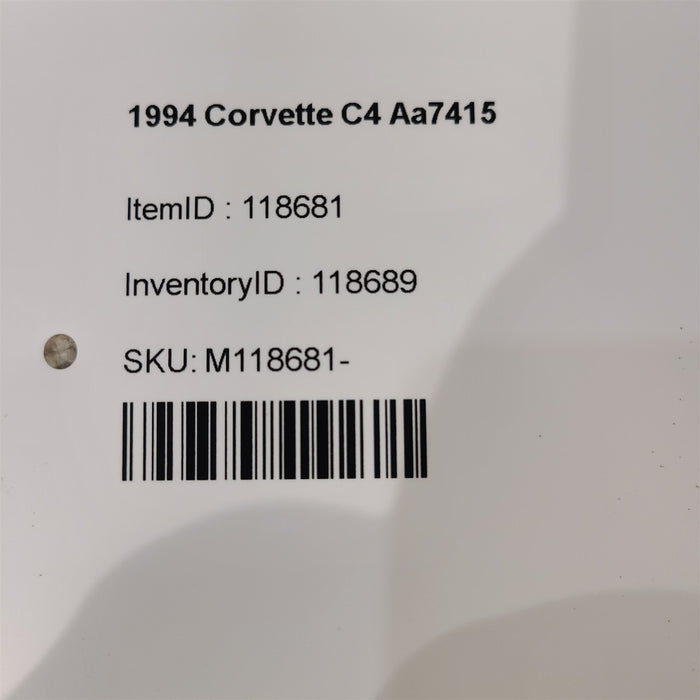 1994 Corvette C4 Aa7415
ItemID : 118681
InventoryID : 118689
SKU: M118681-